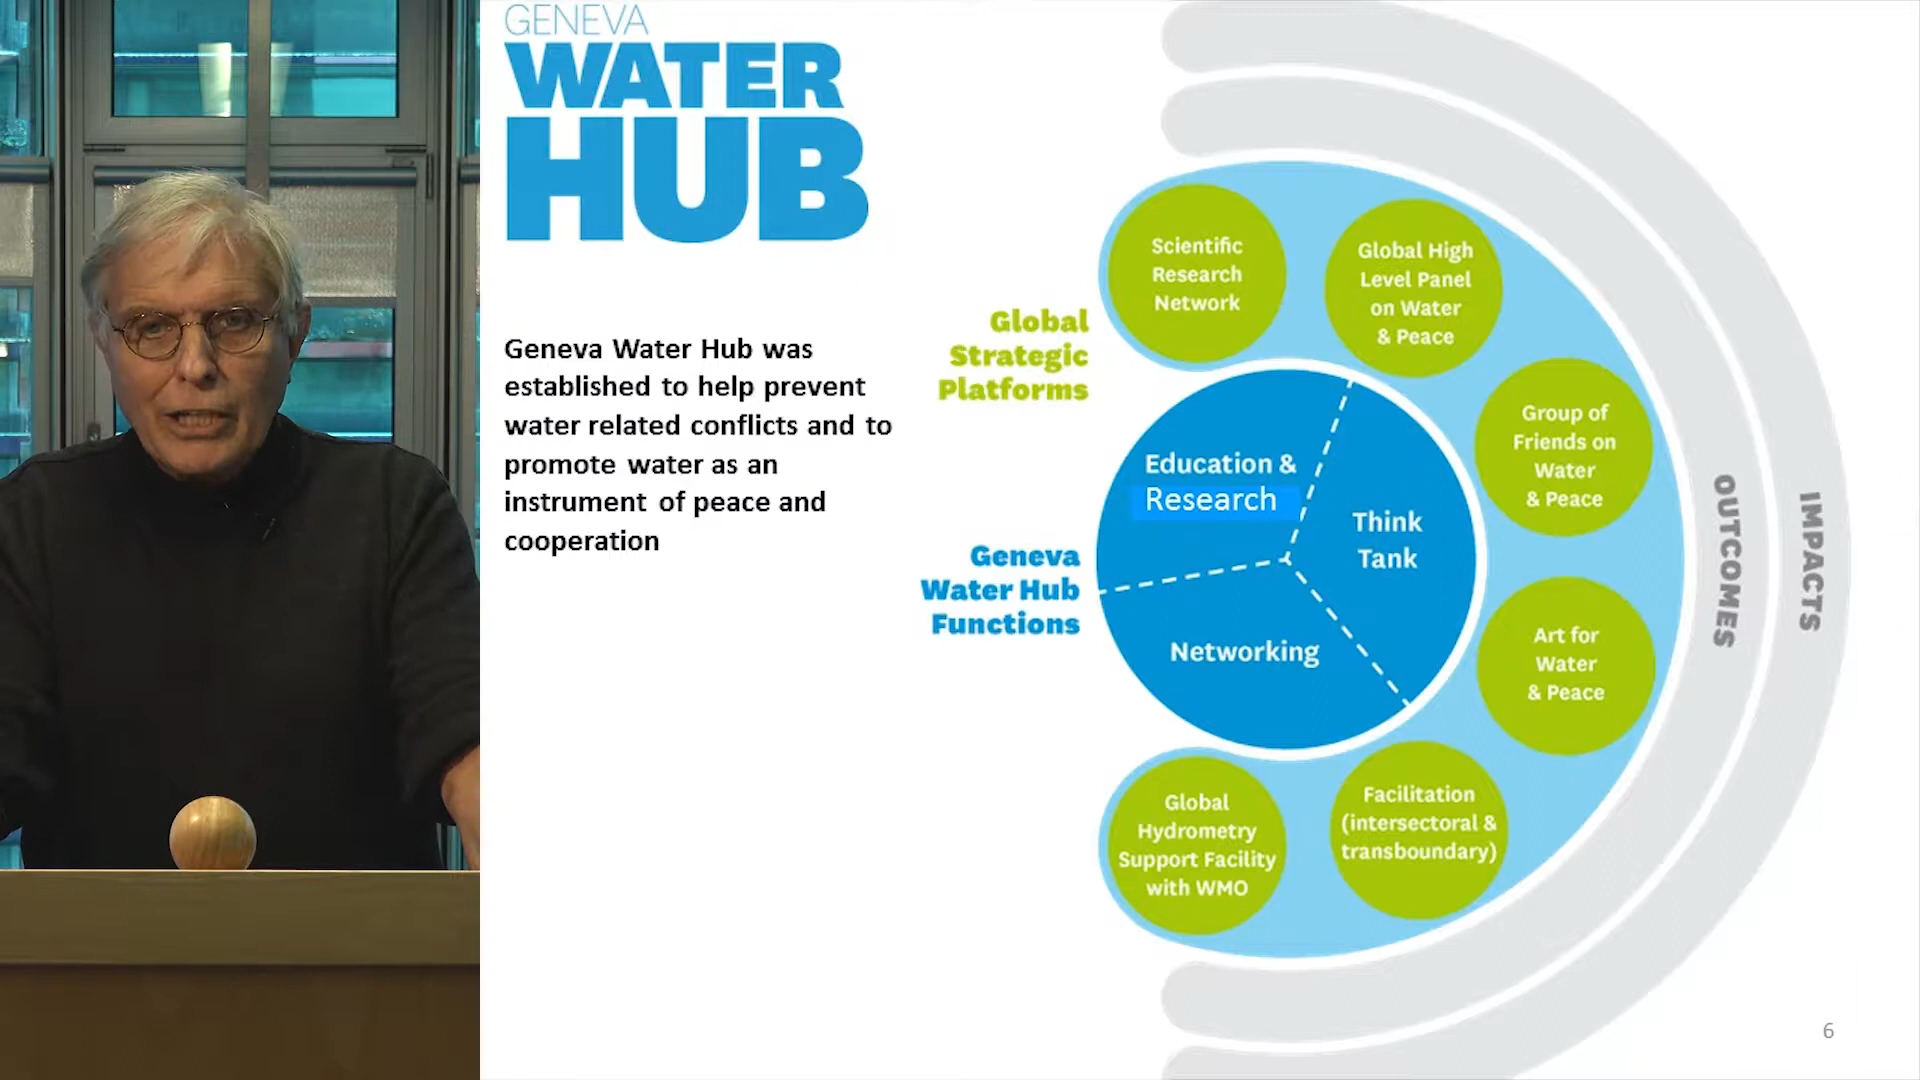 GENEVA
WATER
HUB
Geneva Water Hub was
established to help prevent
water related conflicts and to
promote water as an
instrument of peace and
cooperation
Global
Strategic
Platforms
Geneva
Water Hub
Functions
Scientific
Research
Network
Global High
Level Panel
on Water
& Peace
Group of
Friends on
Water
& Peace
Art for
Water
& Peace
Facilitation
(intersectoral &
transboundary)
Global
Hydrometry
Support Facility
with WMO
Education &
Research
Think
Tank
Networking
OUTCOMES
IMPACTS
6